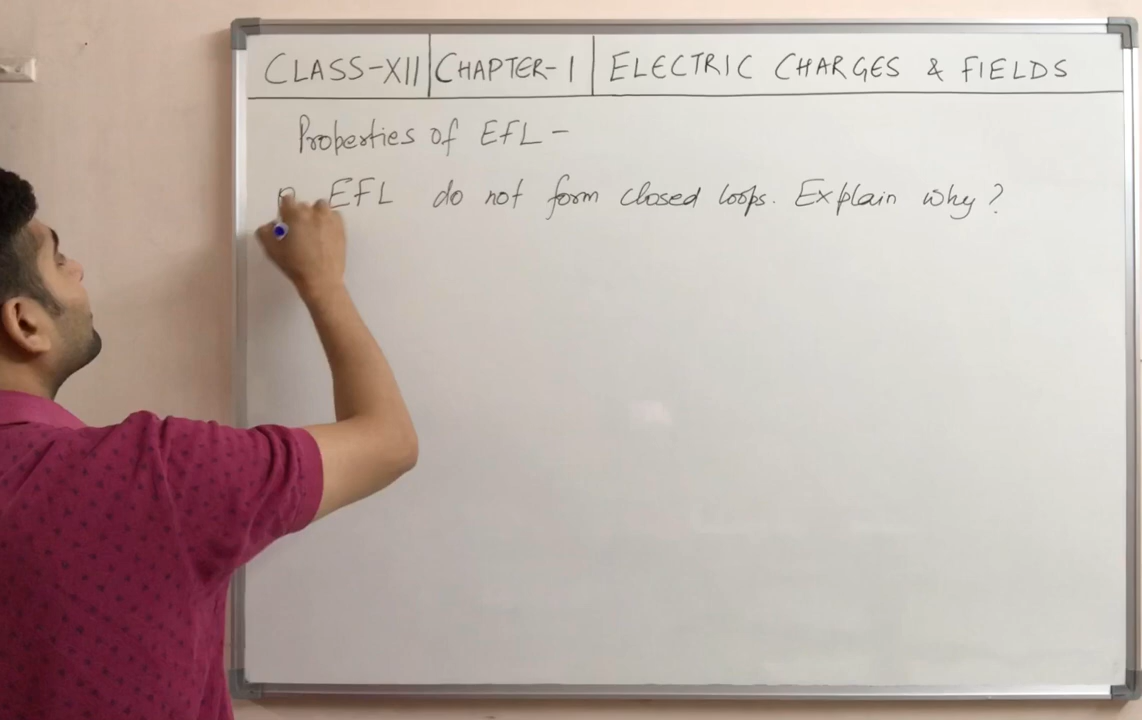 CLASS-XII CHAPTER-1 ELECTRIC CHARGES & FIELDS
Properties of EFL -
EFL do not form closed loops. Explain why?